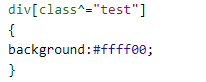 div[class^="test"]
{
background:#ffff00;
}